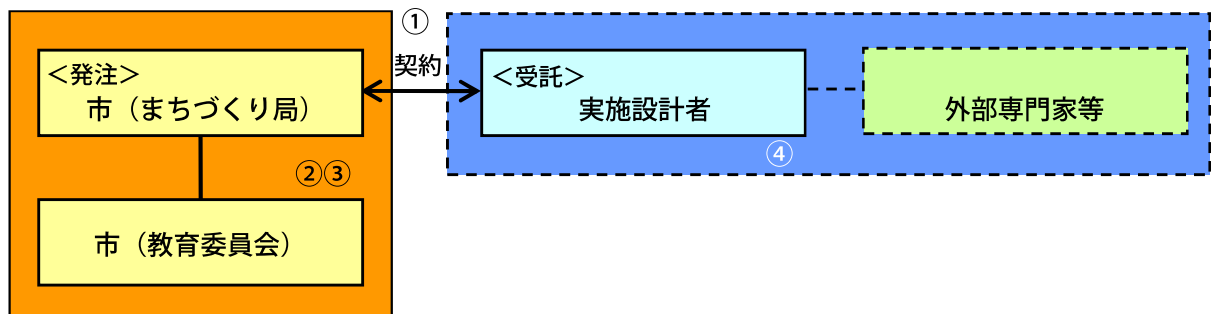 ①
契約
＜発注＞
市（まちづくり局）
②③
市（教育委員会）
＜受託＞
実施設計者
④
外部専門家等